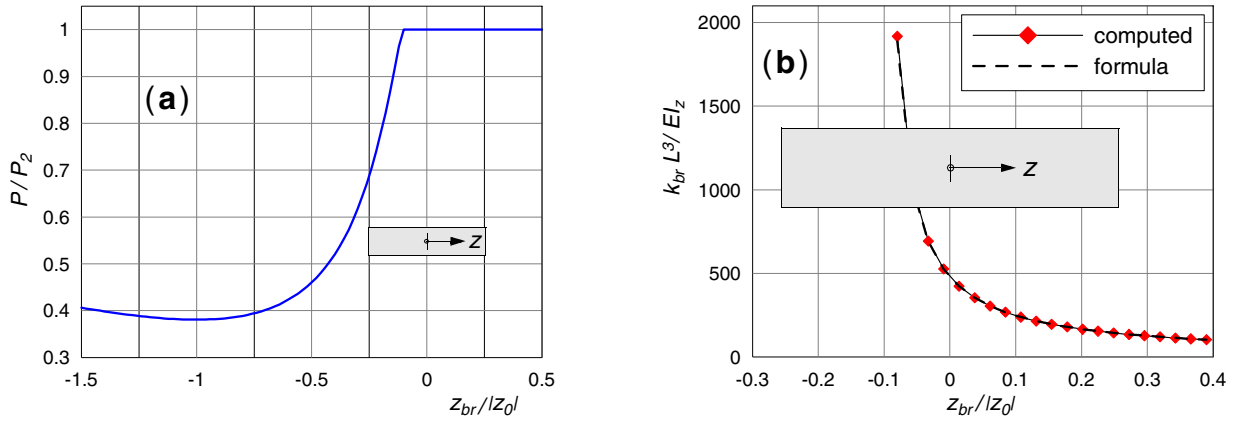 (a)
P/P2
1
0.9
0.8
0.7
0.6
0.5
0.4
0.3
z
-1.5
-1
-0.5
0
0.5
zbr/|z0|
(b)
kbr L3/ EIz
2000
1500
1000
500
0
computed
formula
z
-0.3
-0.2
-0.1
0
0.1
0.2
0.3
0.4
zbr/|z0|